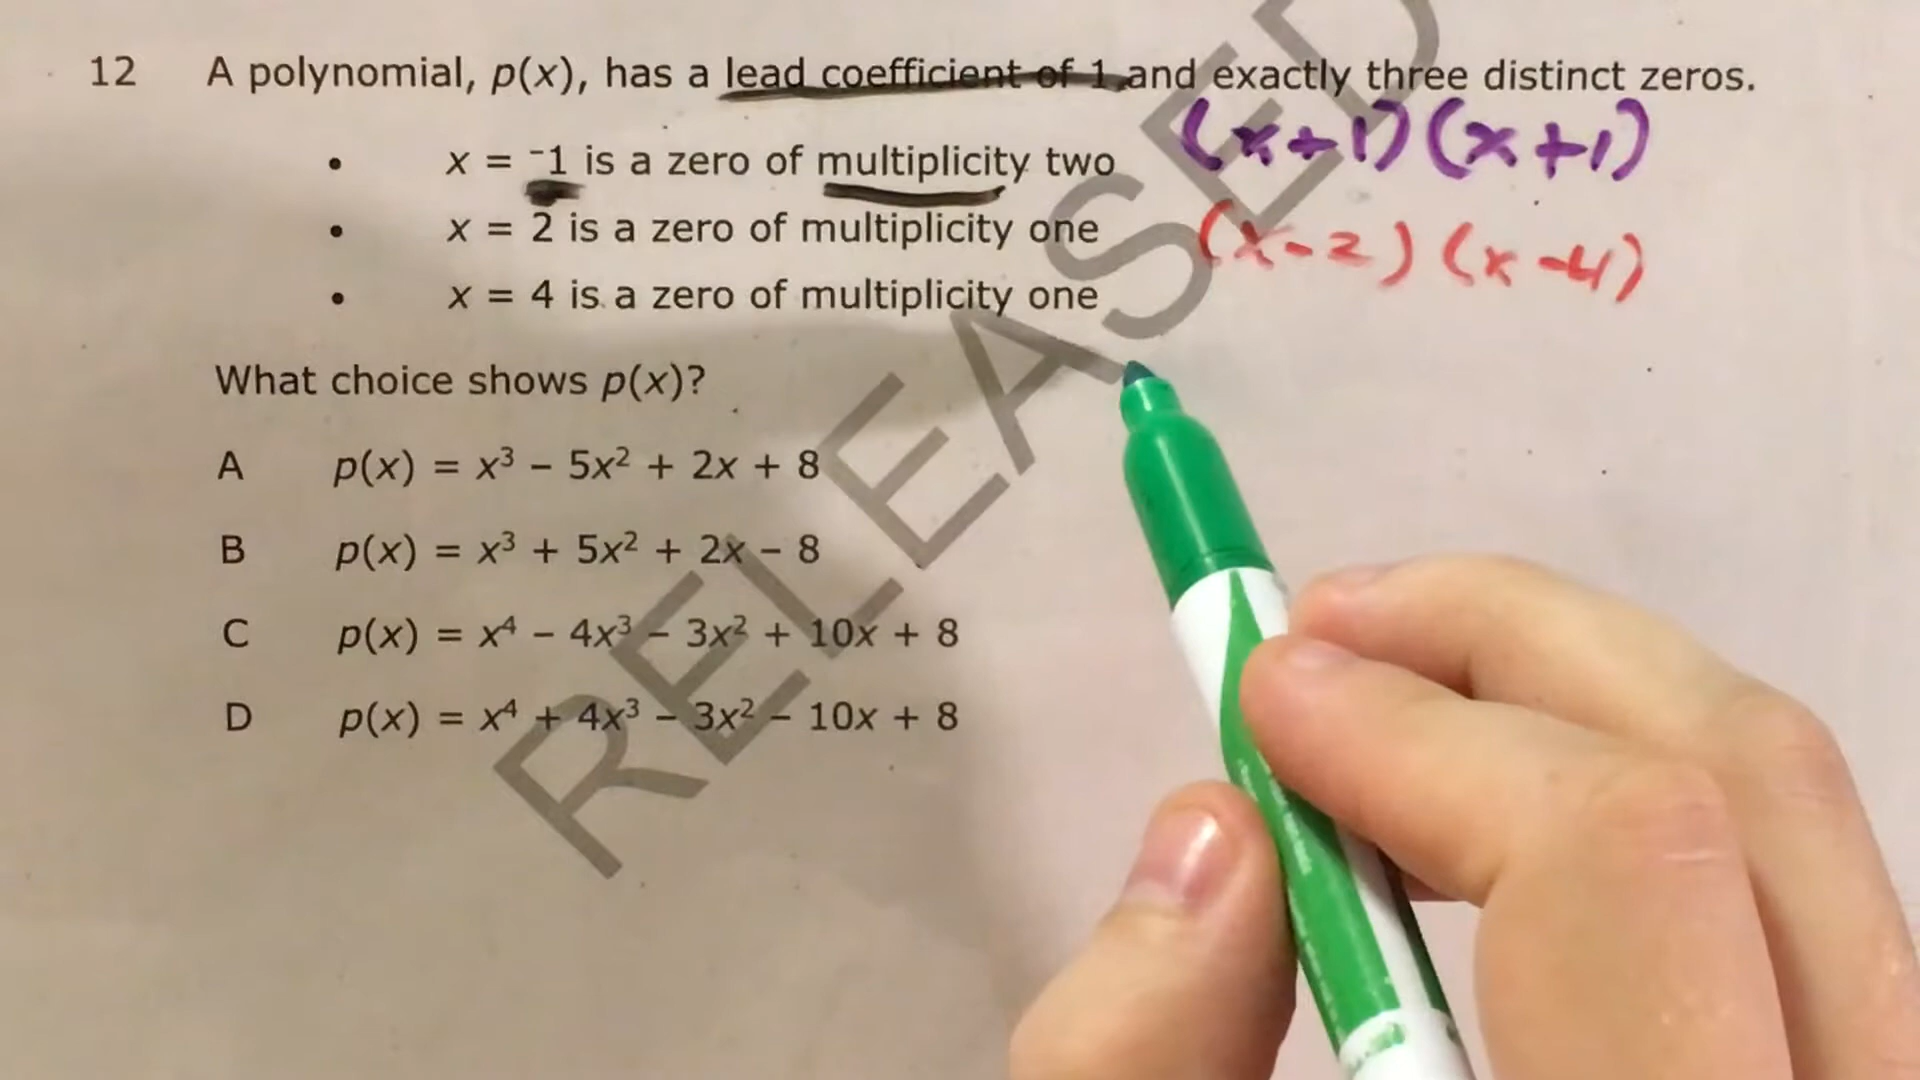 12 A polynomial, p(x), has a lead coefficient of 1 and exactly three distinct zeros.
• x = ⁻1 is a zero of multiplicity two (x+1)(x+1)
• x = 2 is a zero of multiplicity one (x-2)(x-4)
• x = 4 is a zero of multiplicity one
What choice shows p(x)?
A p(x) = x³ − 5x² + 2x + 8
B p(x) = x³ + 5x² + 2x − 8
C p(x) = x⁴ − 4x³ − 3x² + 10x + 8
D p(x) = x⁴ + 4x³ − 3x² − 10x + 8
RELEASED